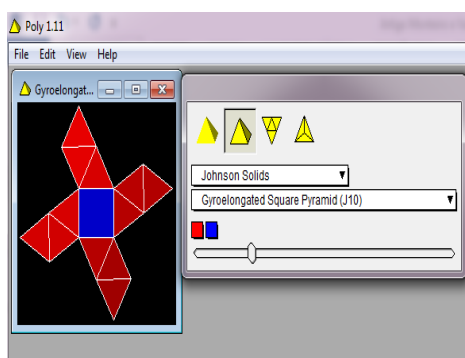 Poly 1.11
File Edit View Help
Gyroelongat...
Johnson Solids
Gyroelongated Square Pyramid (J10)